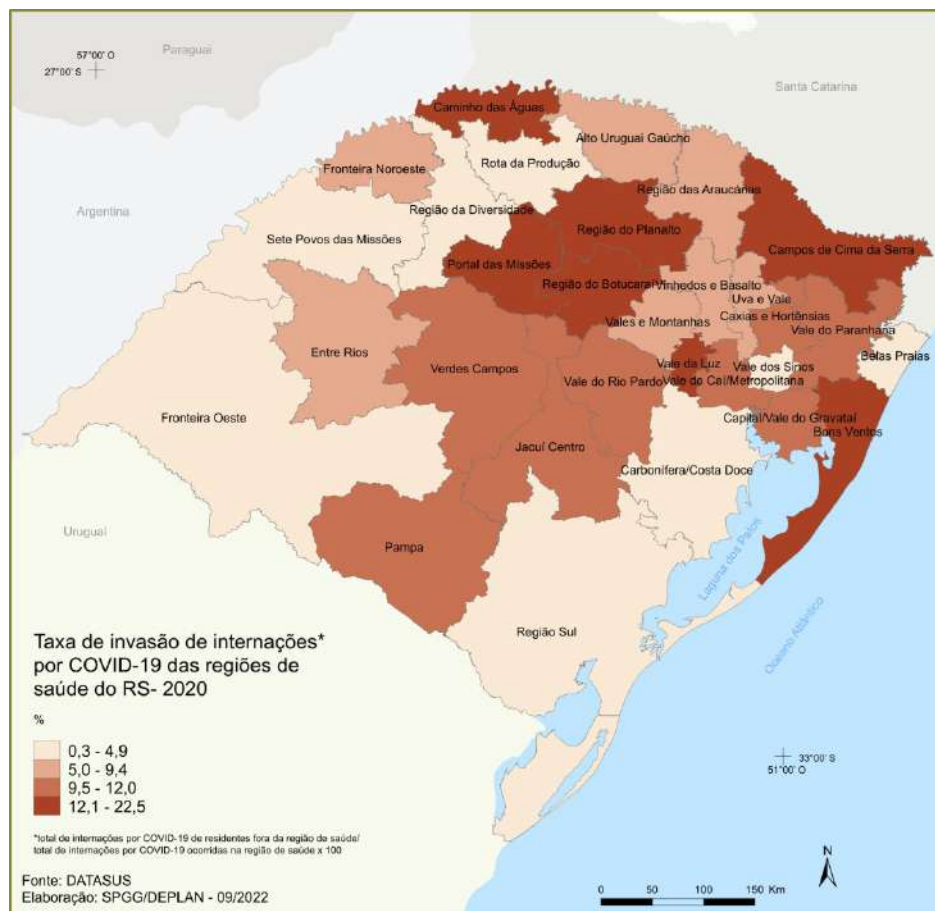 57°00' O
27°00' S
Paraguai
Santa Catarina
Argentina
Uruguai
Caminho das Águas
Alto Uruguai Gaúcho
Fronteira Noroeste
Rota da Produção
Região das Araucárias
Região da Diversidade
Sete Povos das Missões
Região do Planalto
Campos de Cima da Serra
Portal das Missões
Região do Botucaraí
Vinhedos e Basalto
Uva e Vale
Caxias e Hortênsias
Vales e Montanhas
Vale do Paranhana
Entre Rios
Verdes Campos
Vale da Luz
Vale dos Sinos
Belas Praias
Vale do Rio Pardo
Vale do Caí/Metropolitana
Fronteira Oeste
Capital/Vale do Gravataí
Bons Ventos
Jacuí Centro
Carbonífera/Costa Doce
Pampa
Laguna dos Patos
Região Sul
Oceano Atlântico
Taxa de invasão de internações*
por COVID-19 das regiões de
saúde do RS- 2020
%
0,3 - 4,9
5,0 - 9,4
9,5 - 12,0
12,1 - 22,5
*total de internações por COVID-19 de residentes fora da região de saúde/
total de internações por COVID-19 ocorridas na região de saúde x 100
Fonte: DATASUS
Elaboração: SPGG/DEPLAN - 09/2022
33°00' S
51°00' O
N
0 50 100 150 Km